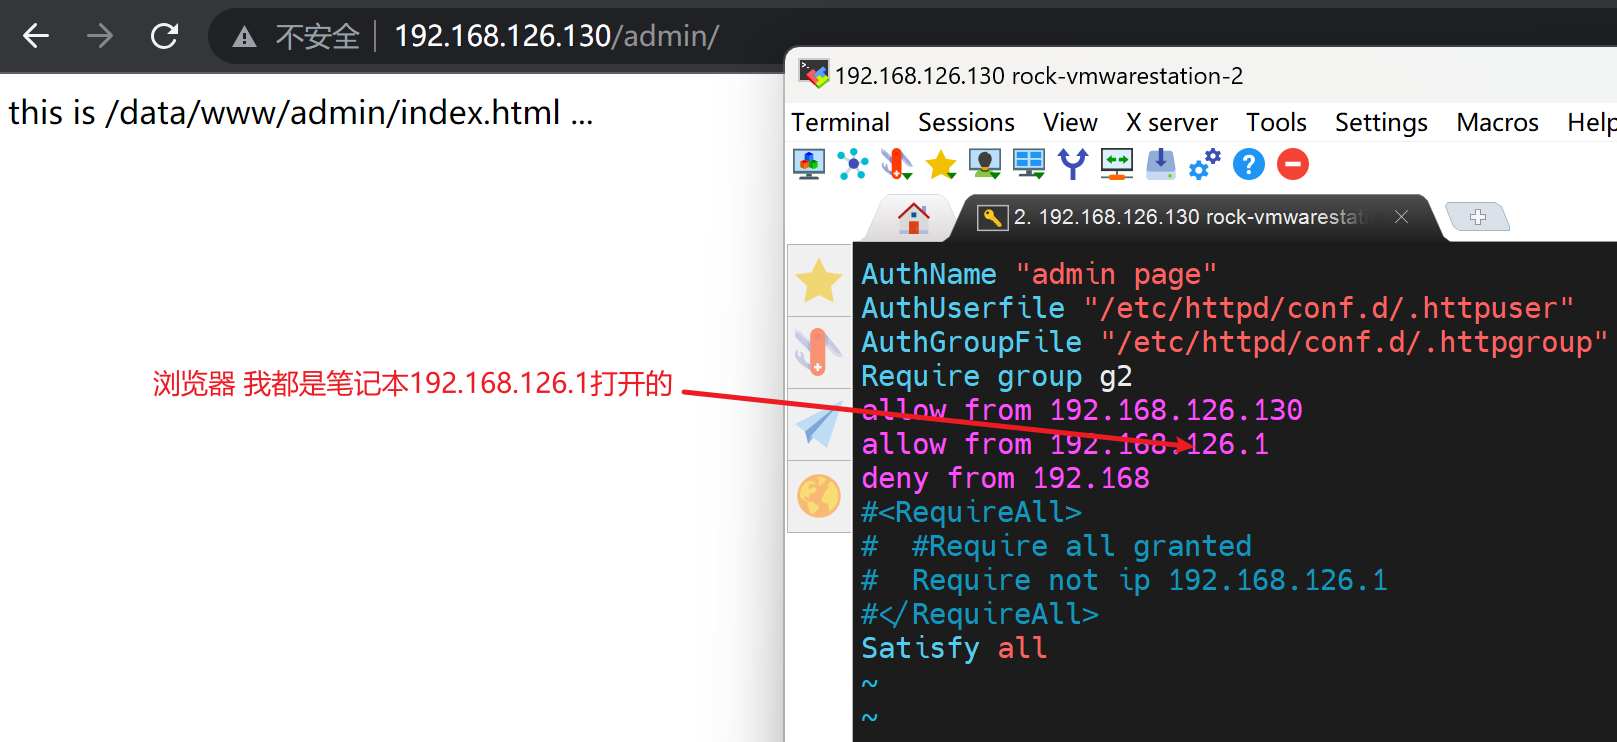 不安全 192.168.126.130/admin/
this is /data/www/admin/index.html ...
192.168.126.130 rock-vmwarestation-2
Terminal Sessions View X server Tools Settings Macros Help
2. 192.168.126.130 rock-vmwarestati
AuthName "admin page"
AuthUserfile "/etc/httpd/conf.d/.httpuser"
AuthGroupFile "/etc/httpd/conf.d/.httpgroup"
Require group g2
浏览器 我都是笔记本192.168.126.1打开的
allow from 192.168.126.130
allow from 192.168.126.1
deny from 192.168
#<RequireAll>
#  #Require all granted
#  Require not ip 192.168.126.1
#</RequireAll>
Satisfy all
~
~